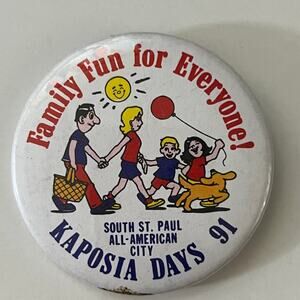 Family Fun for Everyone!
SOUTH ST. PAUL
ALL-AMERICAN
CITY
KAPOSIA DAYS 91